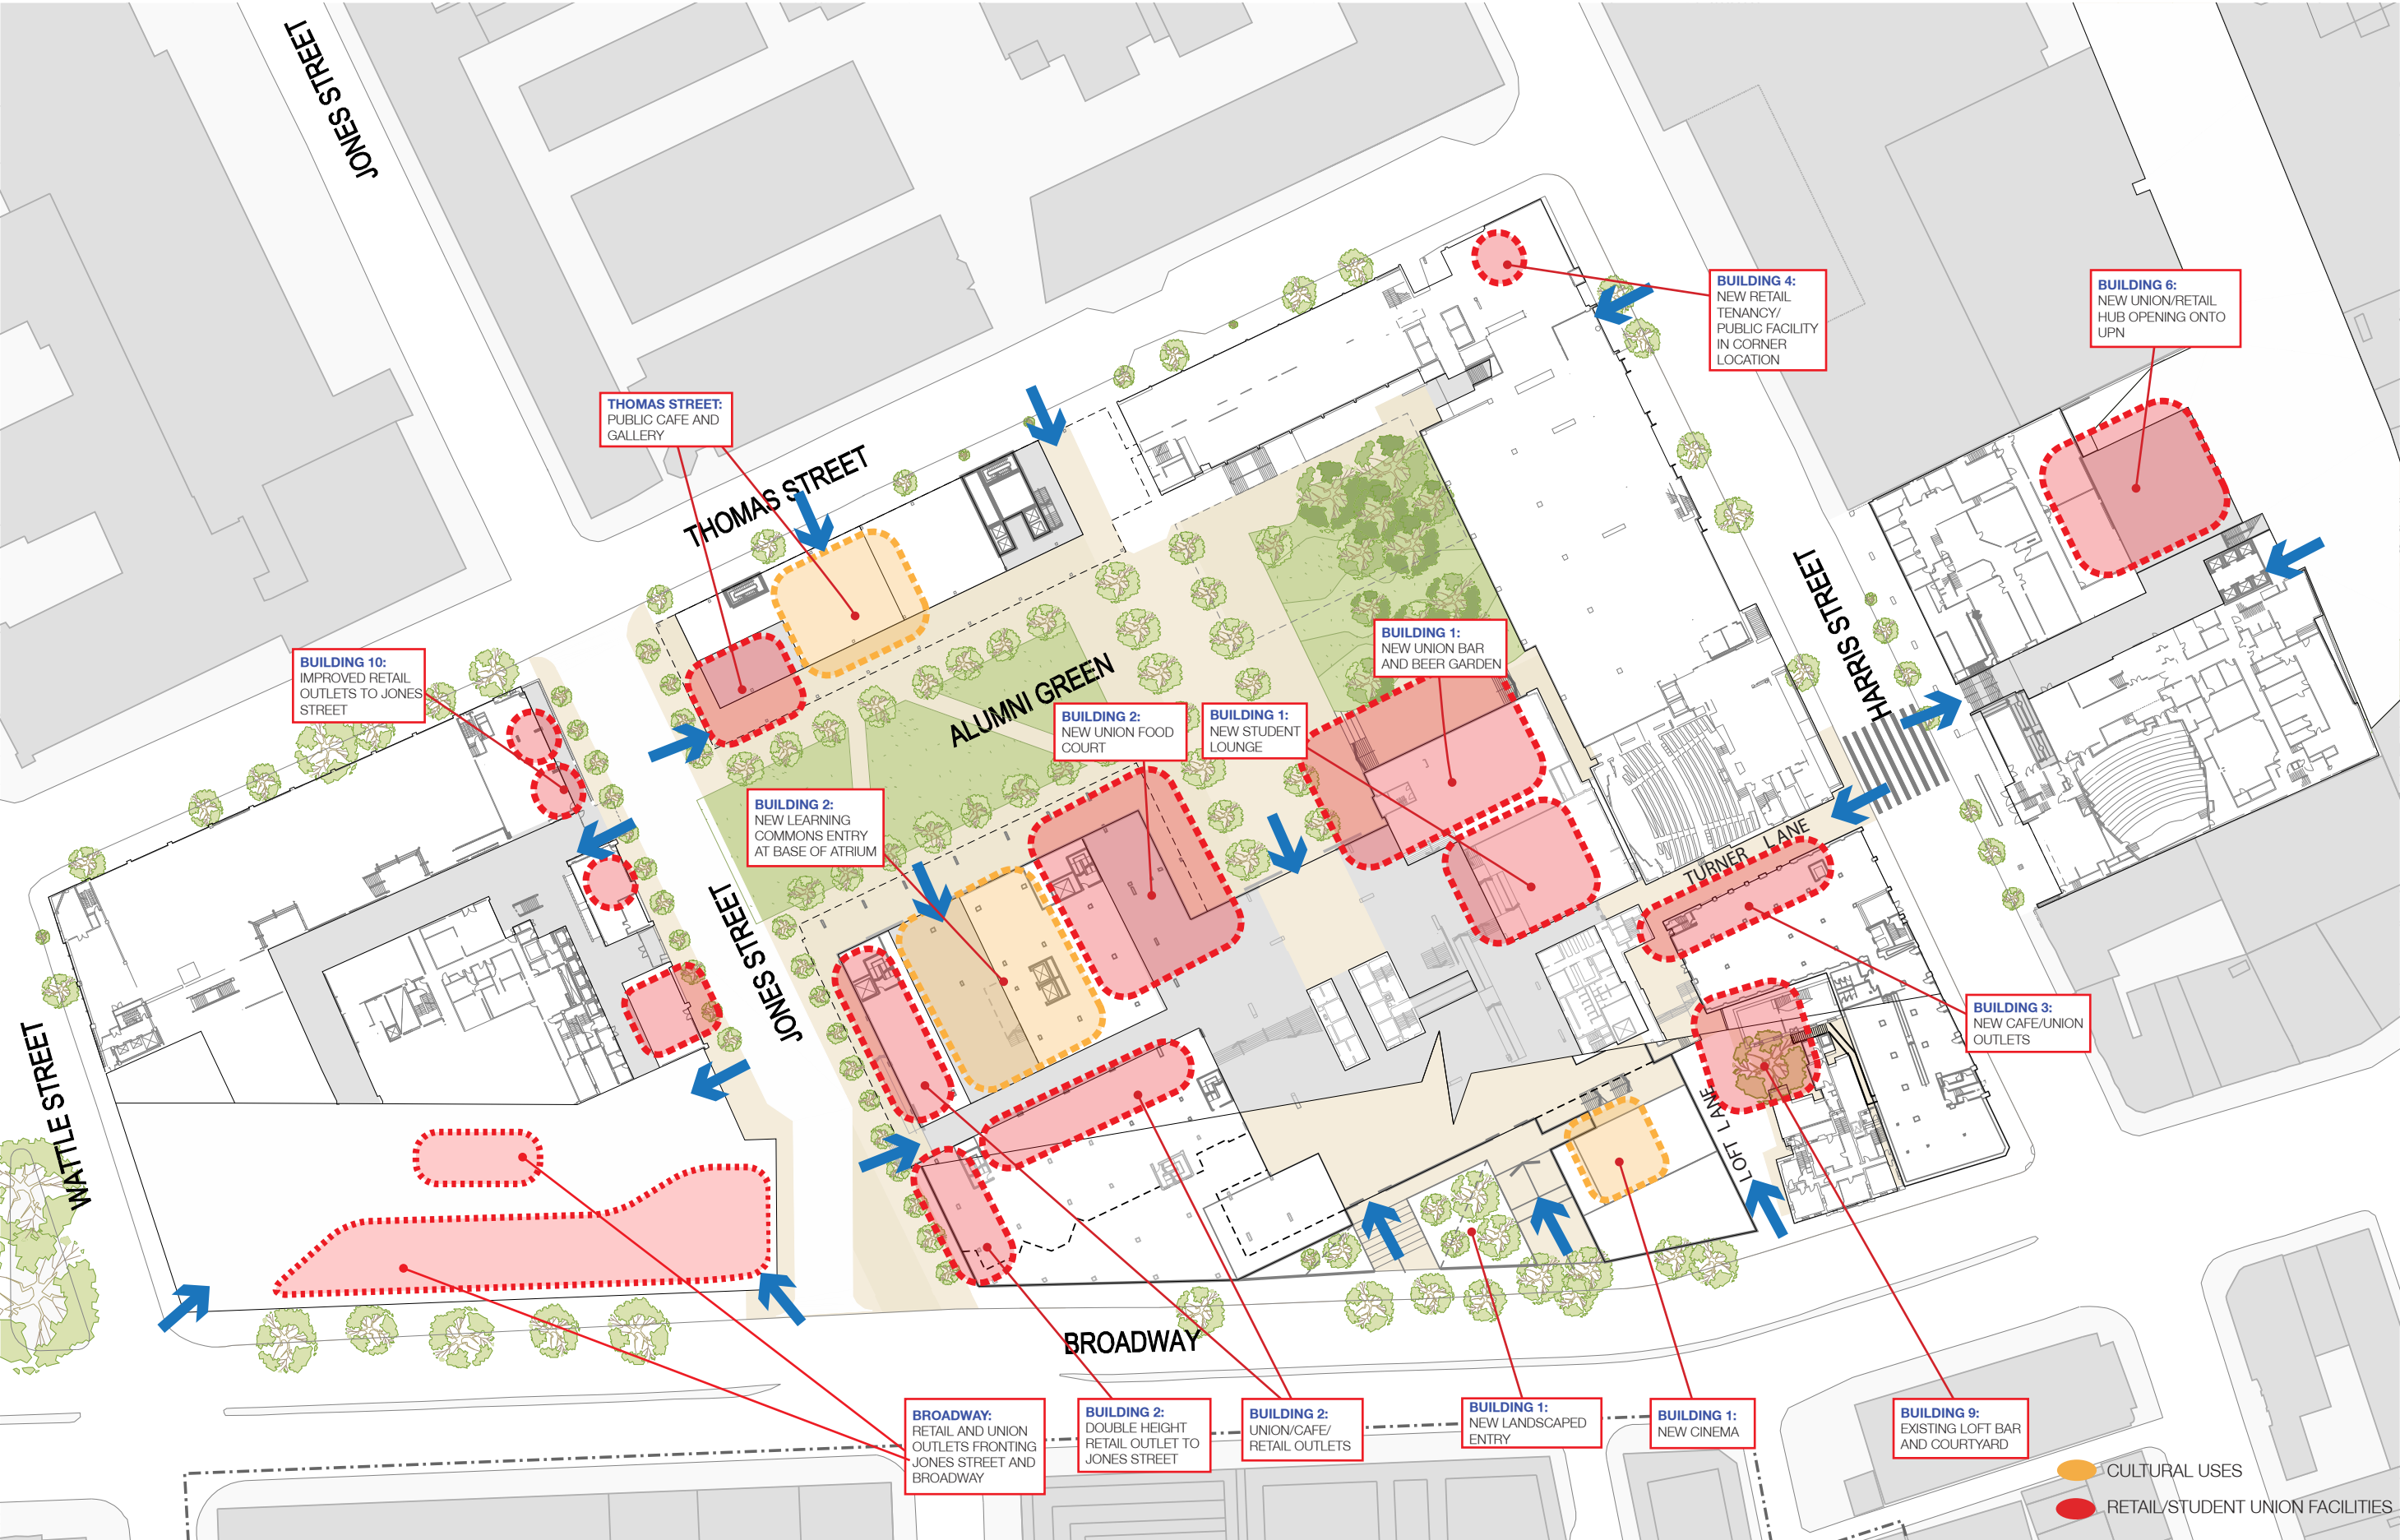 JONES STREET
BUILDING 4:
NEW RETAIL
TENANCY/
PUBLIC FACILITY
IN CORNER
LOCATION
BUILDING 6:
NEW UNION/RETAIL
HUB OPENING ONTO
UPN
THOMAS STREET:
PUBLIC CAFE AND
GALLERY
THOMAS STREET
HARRIS STREET
BUILDING 10:
IMPROVED RETAIL
OUTLETS TO JONES
STREET
BUILDING 1:
NEW UNION BAR
AND BEER GARDEN
ALUMNI GREEN
BUILDING 2:
NEW UNION FOOD
COURT
BUILDING 1:
NEW STUDENT
LOUNGE
BUILDING 2:
NEW LEARNING
COMMONS ENTRY
AT BASE OF ATRIUM
TURNER LANE
JONES STREET
BUILDING 3:
NEW CAFE/UNION
OUTLETS
WATTLE STREET
LOFT LANE
BROADWAY
BROADWAY:
RETAIL AND UNION
OUTLETS FRONTING
JONES STREET AND
BROADWAY
BUILDING 2:
DOUBLE HEIGHT
RETAIL OUTLET TO
JONES STREET
BUILDING 2:
UNION/CAFE/
RETAIL OUTLETS
BUILDING 1:
NEW LANDSCAPED
ENTRY
BUILDING 1:
NEW CINEMA
BUILDING 9:
EXISTING LOFT BAR
AND COURTYARD
CULTURAL USES
RETAIL/STUDENT UNION FACILITIES